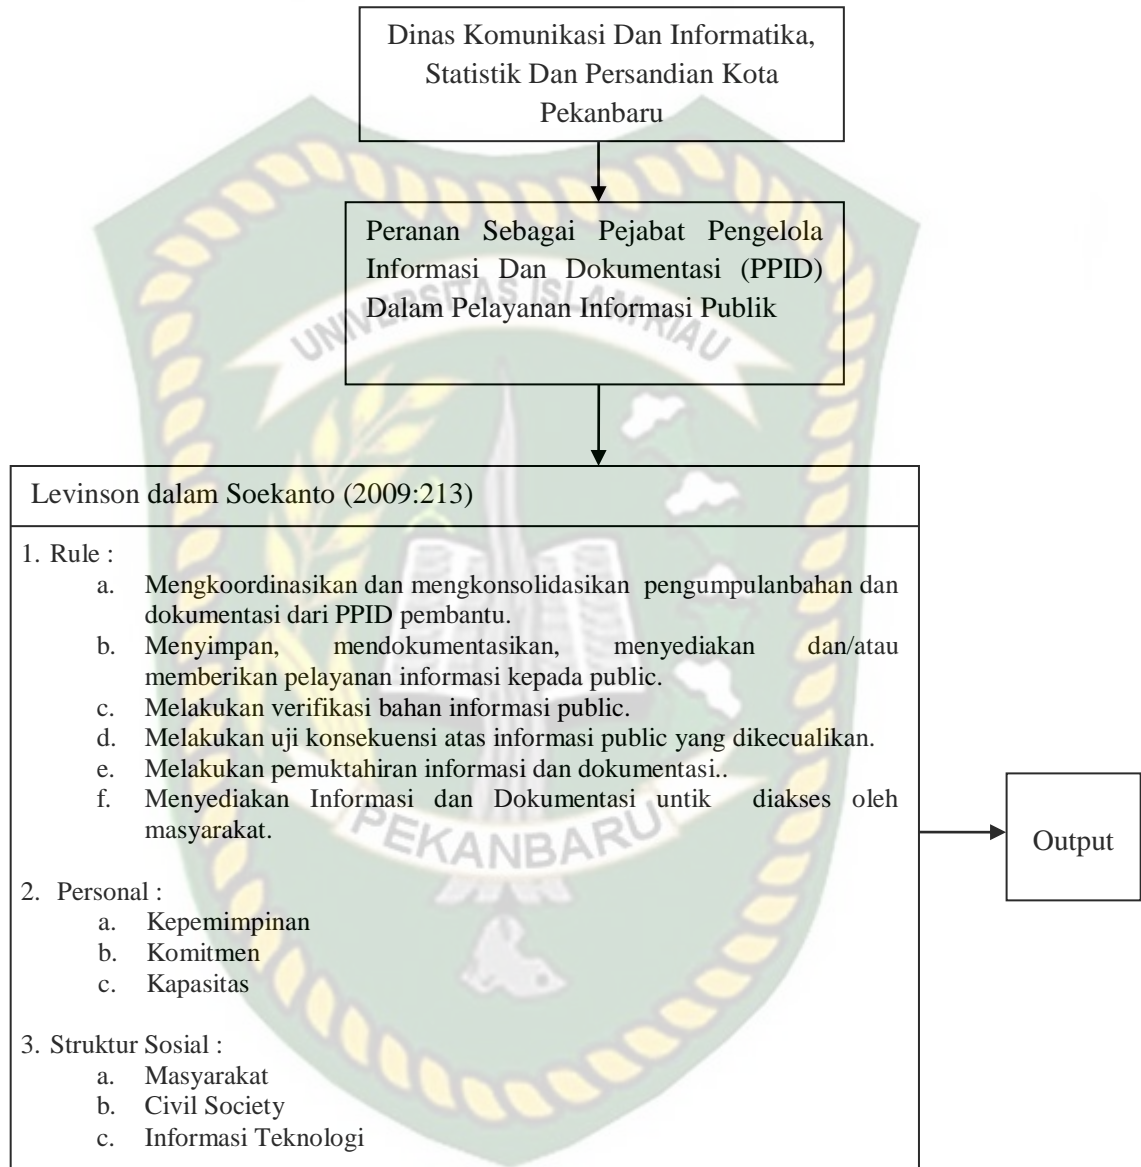 Dinas Komunikasi Dan Informatika,
Statistik Dan Persandian Kota
Pekanbaru
Peranan Sebagai Pejabat Pengelola
Informasi Dan Dokumentasi (PPID)
Dalam Pelayanan Informasi Publik
UNIVERSITAS ISLAM RIAU
Levinson dalam Soekanto (2009:213)
1. Rule :
a. Mengkoordinasikan dan mengkonsolidasikan pengumpulanbahan dan
dokumentasi dari PPID pembantu.
b. Menyimpan, mendokumentasikan, menyediakan dan/atau
memberikan pelayanan informasi kepada public.
c. Melakukan verifikasi bahan informasi public.
d. Melakukan uji konsekuensi atas informasi public yang dikecualikan.
e. Melakukan pemuktahiran informasi dan dokumentasi..
f. Menyediakan Informasi dan Dokumentasi untik diakses oleh
masyarakat.
PEKANBARU
2. Personal :
a. Kepemimpinan
b. Komitmen
c. Kapasitas
3. Struktur Sosial :
a. Masyarakat
b. Civil Society
c. Informasi Teknologi
Output